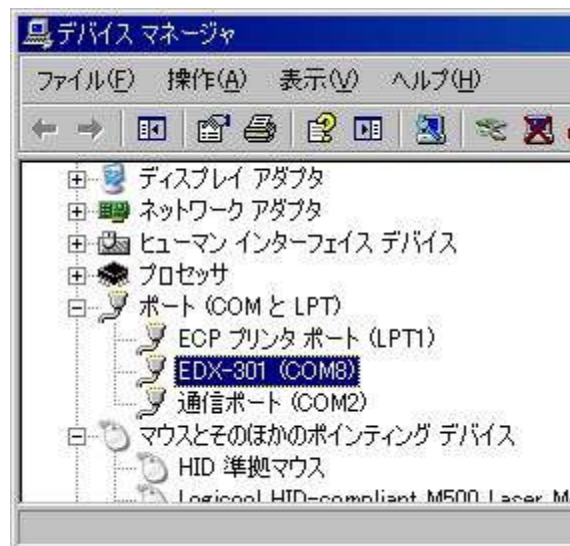 デバイス マネージャ
ファイル(F) 操作(A) 表示(V) ヘルプ(H)
ディスプレイ アダプタ
ネットワーク アダプタ
ヒューマン インターフェイス デバイス
プロセッサ
ポート (COM と LPT)
ECP プリンタ ポート (LPT1)
EDX-301 (COM8)
通信ポート (COM2)
マウスとそのほかのポインティング デバイス
HID 準拠マウス
Logicool HID-compliant M500 Laser M